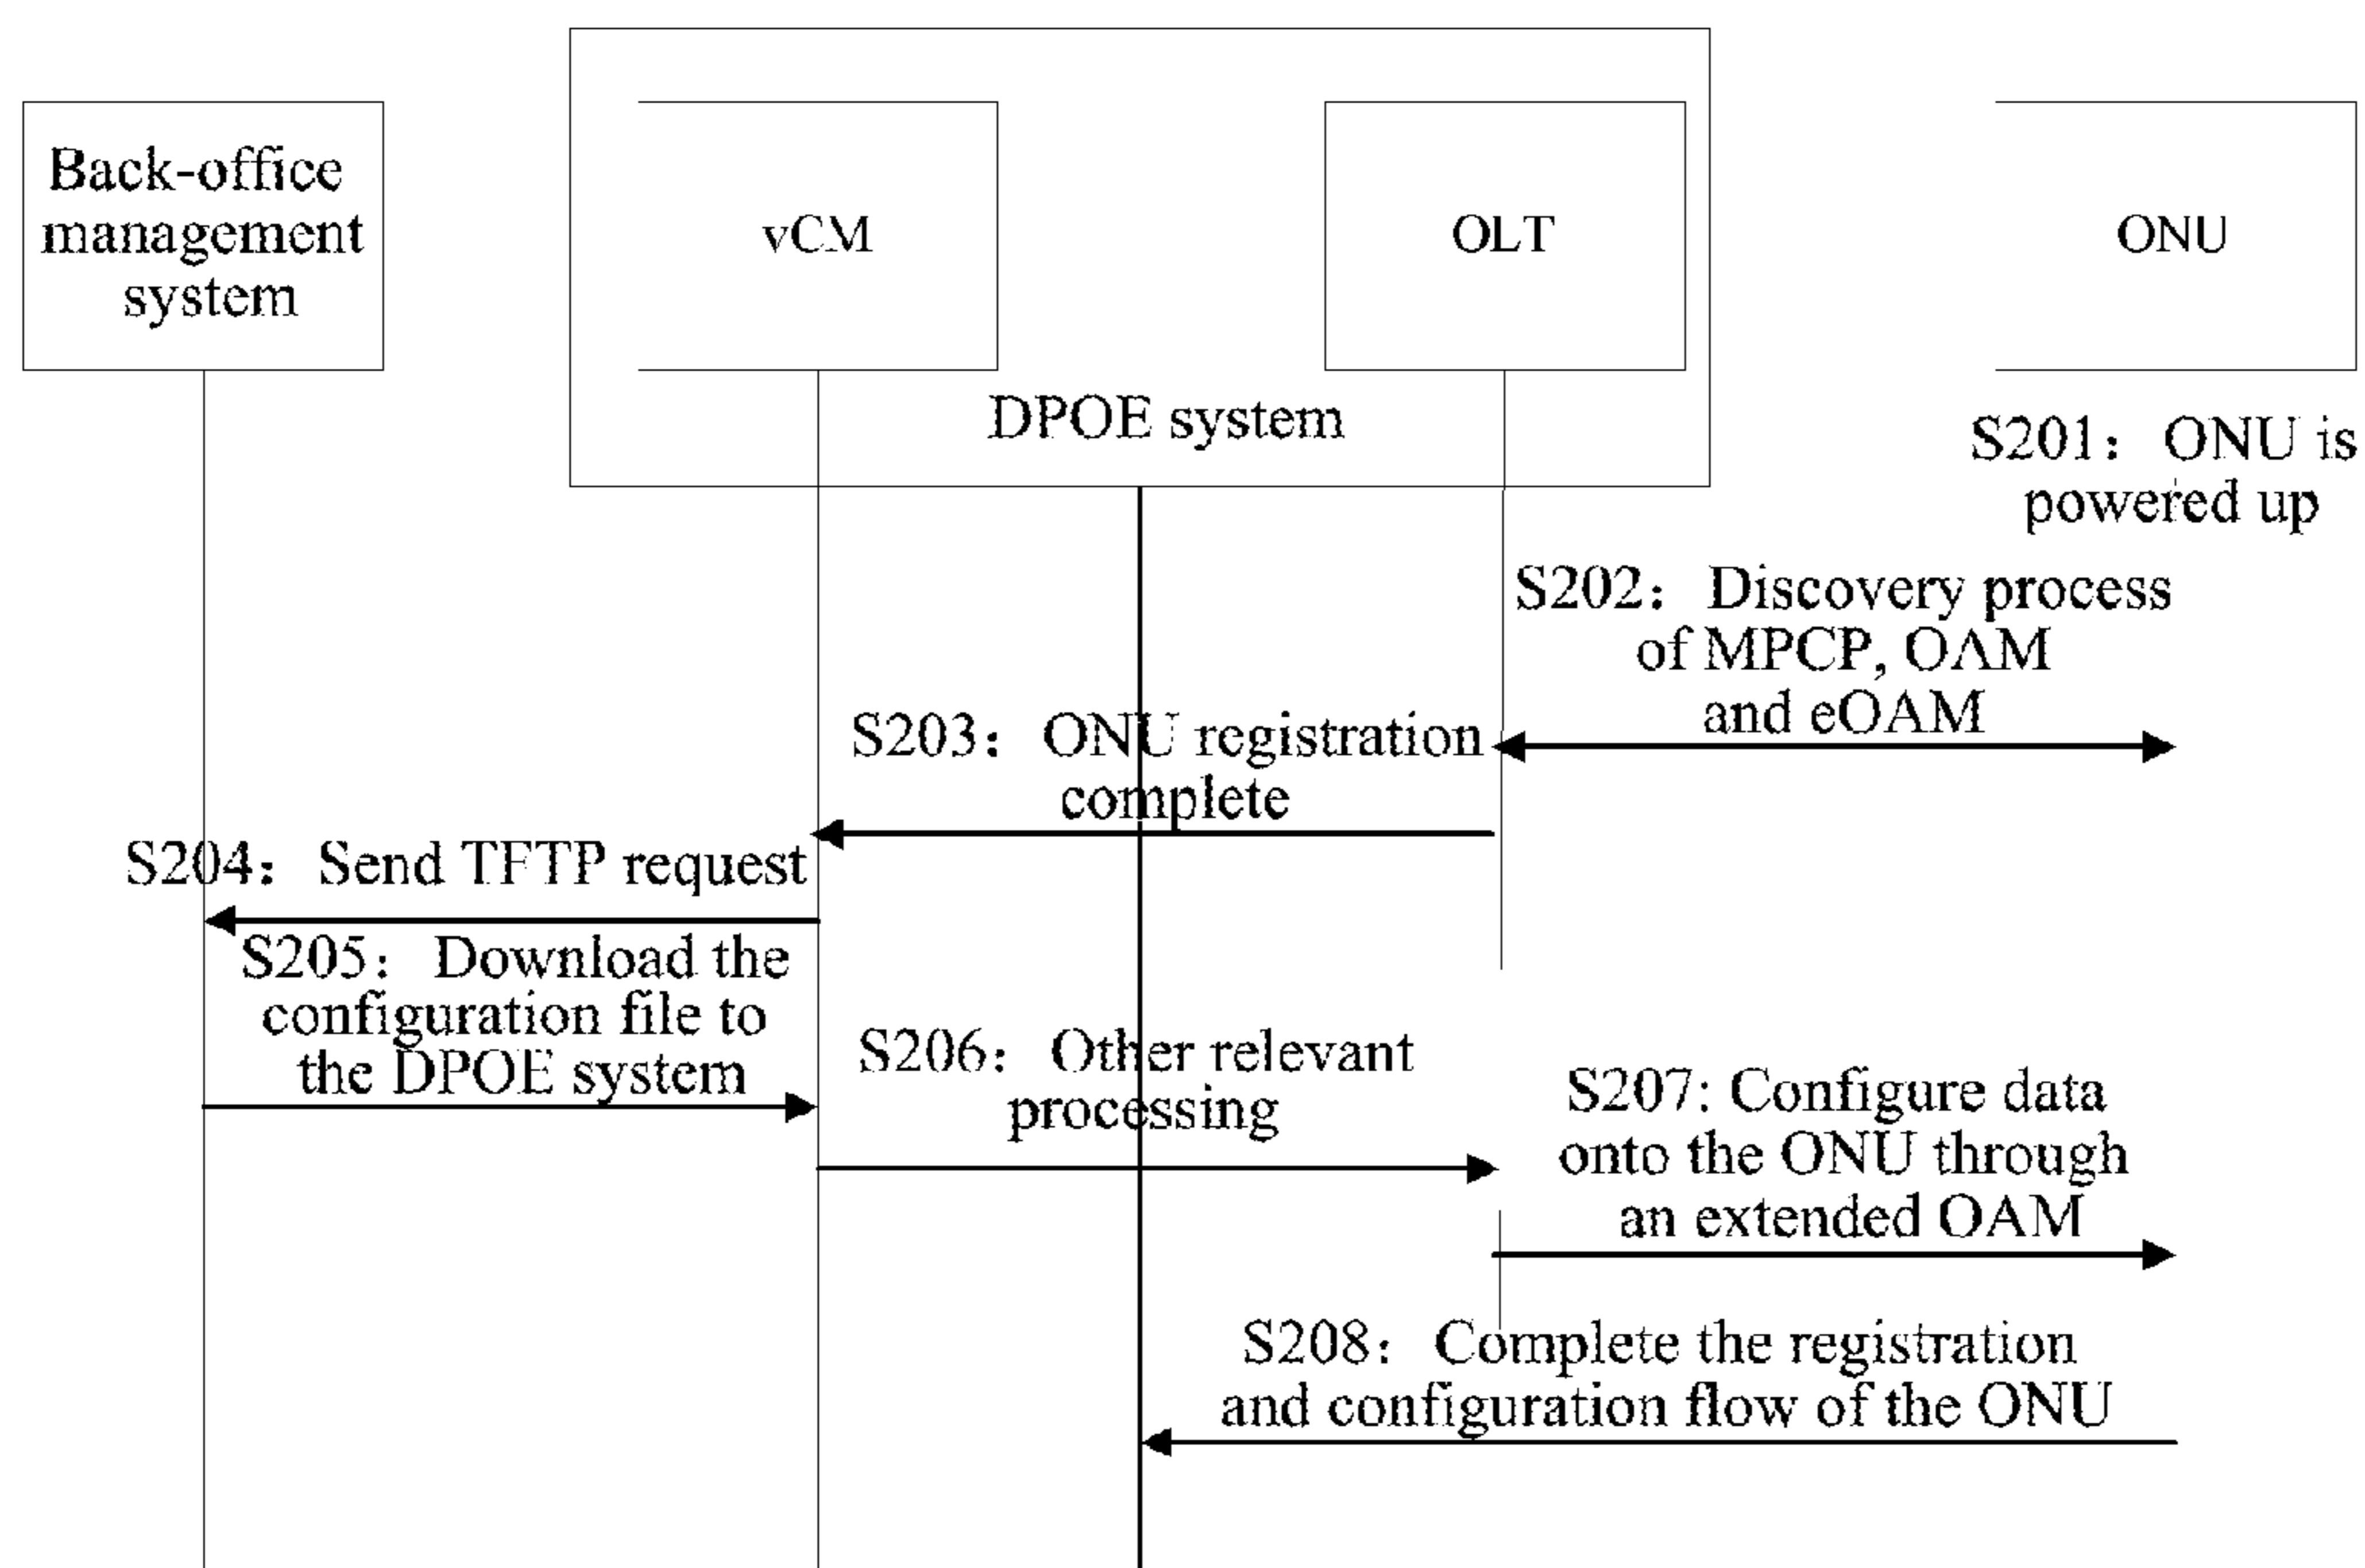 Back-office
management
system
vCM
OLT
ONU
DPOE system
S201: ONU is
powered up
S202: Discovery process
of MPCP, OAM
and eOAM
S203: ONU registration
complete
S204: Send TFTP request
S205: Download the
configuration file to
the DPOE system
S206: Other relevant
processing
S207: Configure data
onto the ONU through
an extended OAM
S208: Complete the registration
and configuration flow of the ONU